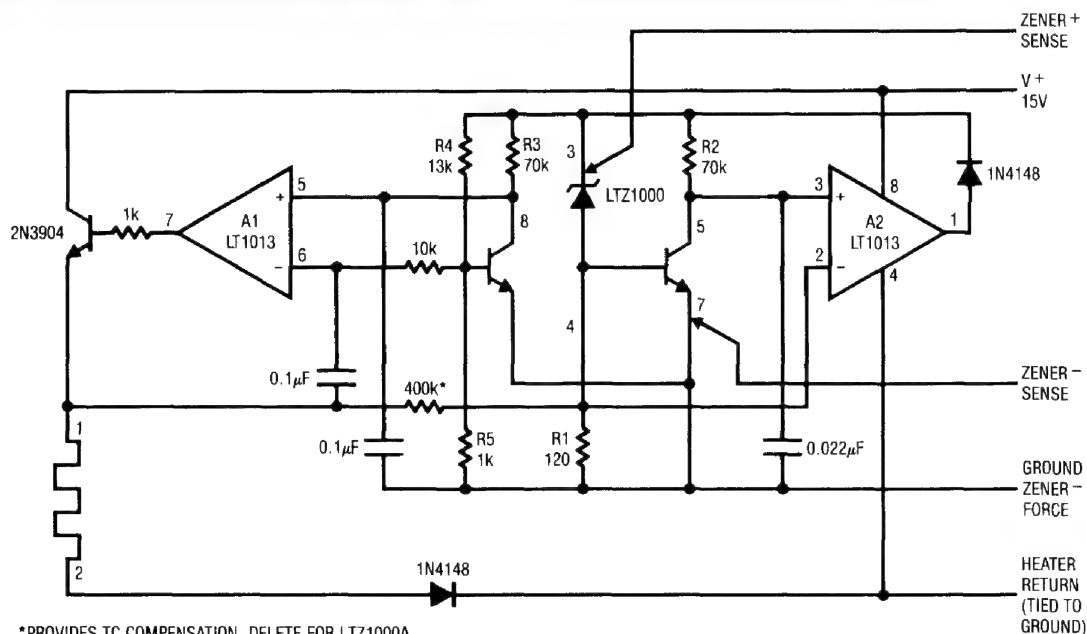 ZENER +
SENSE
V +
15V
R4
13k
R3
70k
3
R2
70k
LTZ1000
5
+
A1
LT1013
7
1k
2N3904
6
−
10k
8
5
3
+
8
A2
LT1013
1
1N4148
2
−
4
7
4
0.1µF
400k*
ZENER −
SENSE
1
0.1µF
R5
1k
R1
120
0.022µF
GROUND
ZENER −
FORCE
2
1N4148
HEATER
RETURN
(TIED TO
GROUND)
*PROVIDES TC COMPENSATION, DELETE FOR LTZ1000A